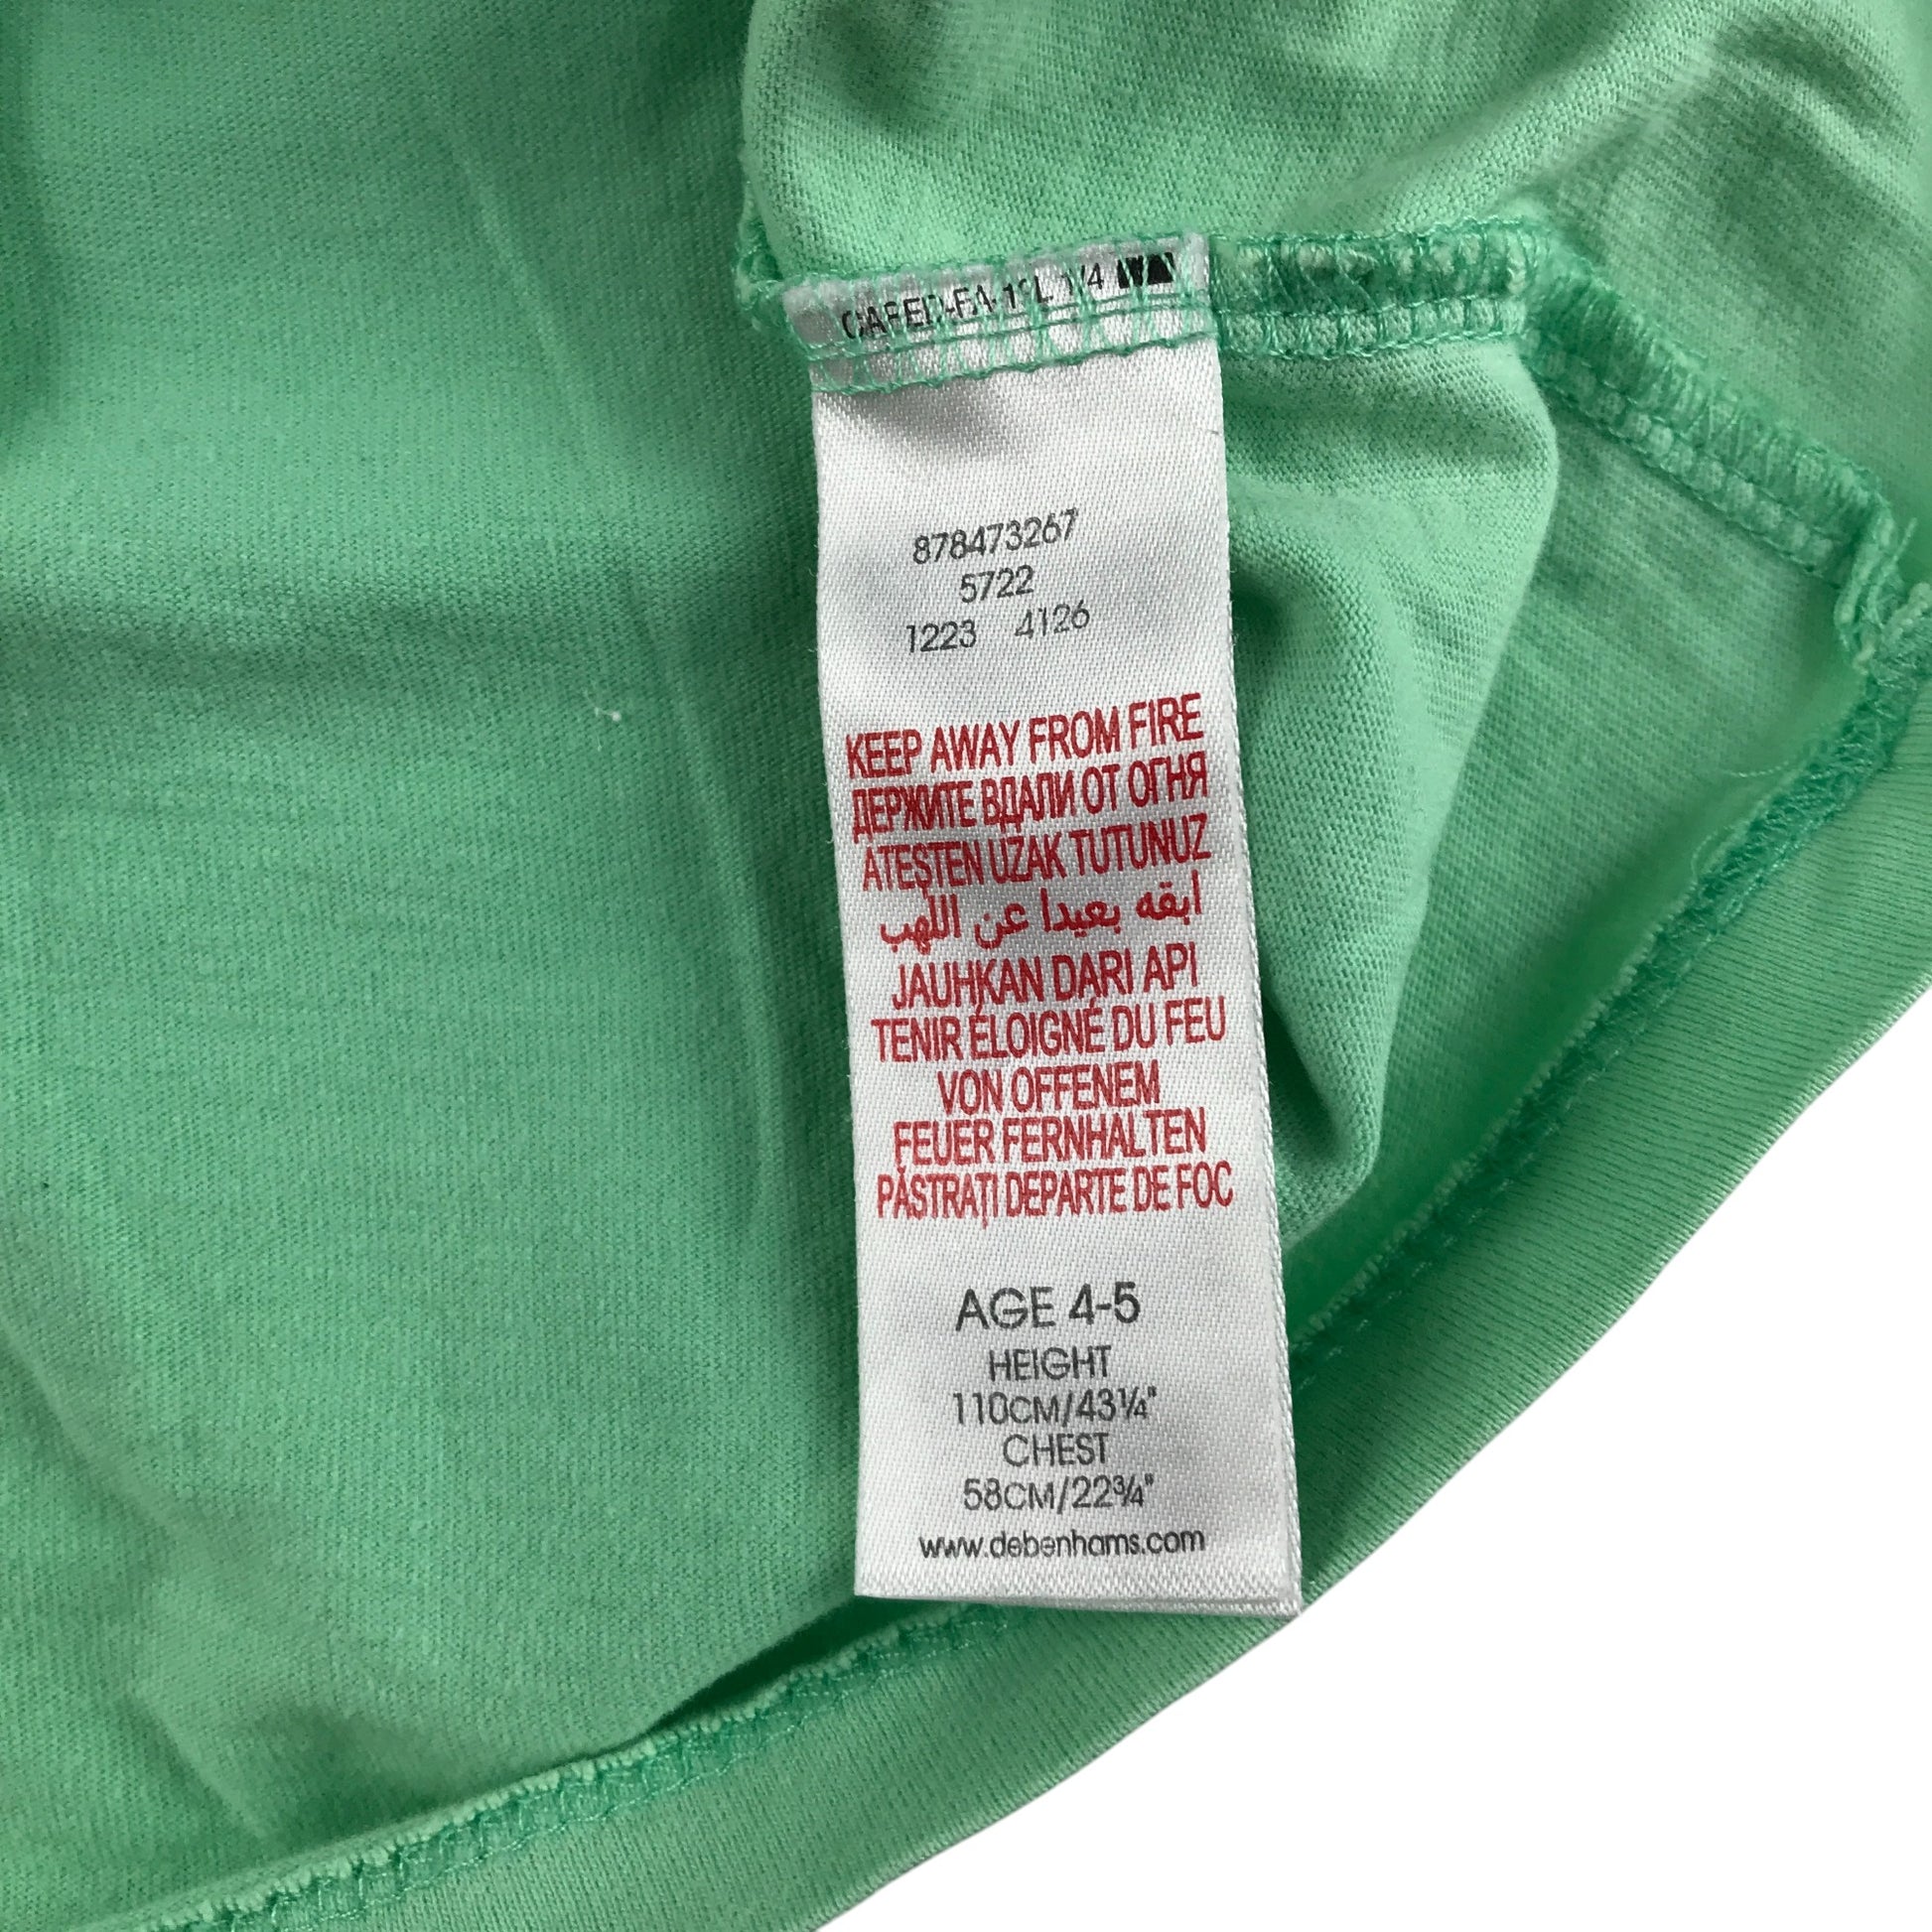 878473267
5722
1223 4126
KEEP AWAY FROM FIRE
ДЕРЖИТЕ ВДАЛИ ОТ ОГНЯ
ATEŞTEN UZAK TUTUNUZ
ابقه بعيدا عن اللهب
JAUHKAN DARI API
TENIR ÉLOIGNÉ DU FEU
VON OFFENEM
FEUER FERNHALTEN
PĂSTRAȚI DEPARTE DE FOC
AGE 4-5
HEIGHT
110CM/43¼"
CHEST
58CM/22¾"
www.debenhams.com